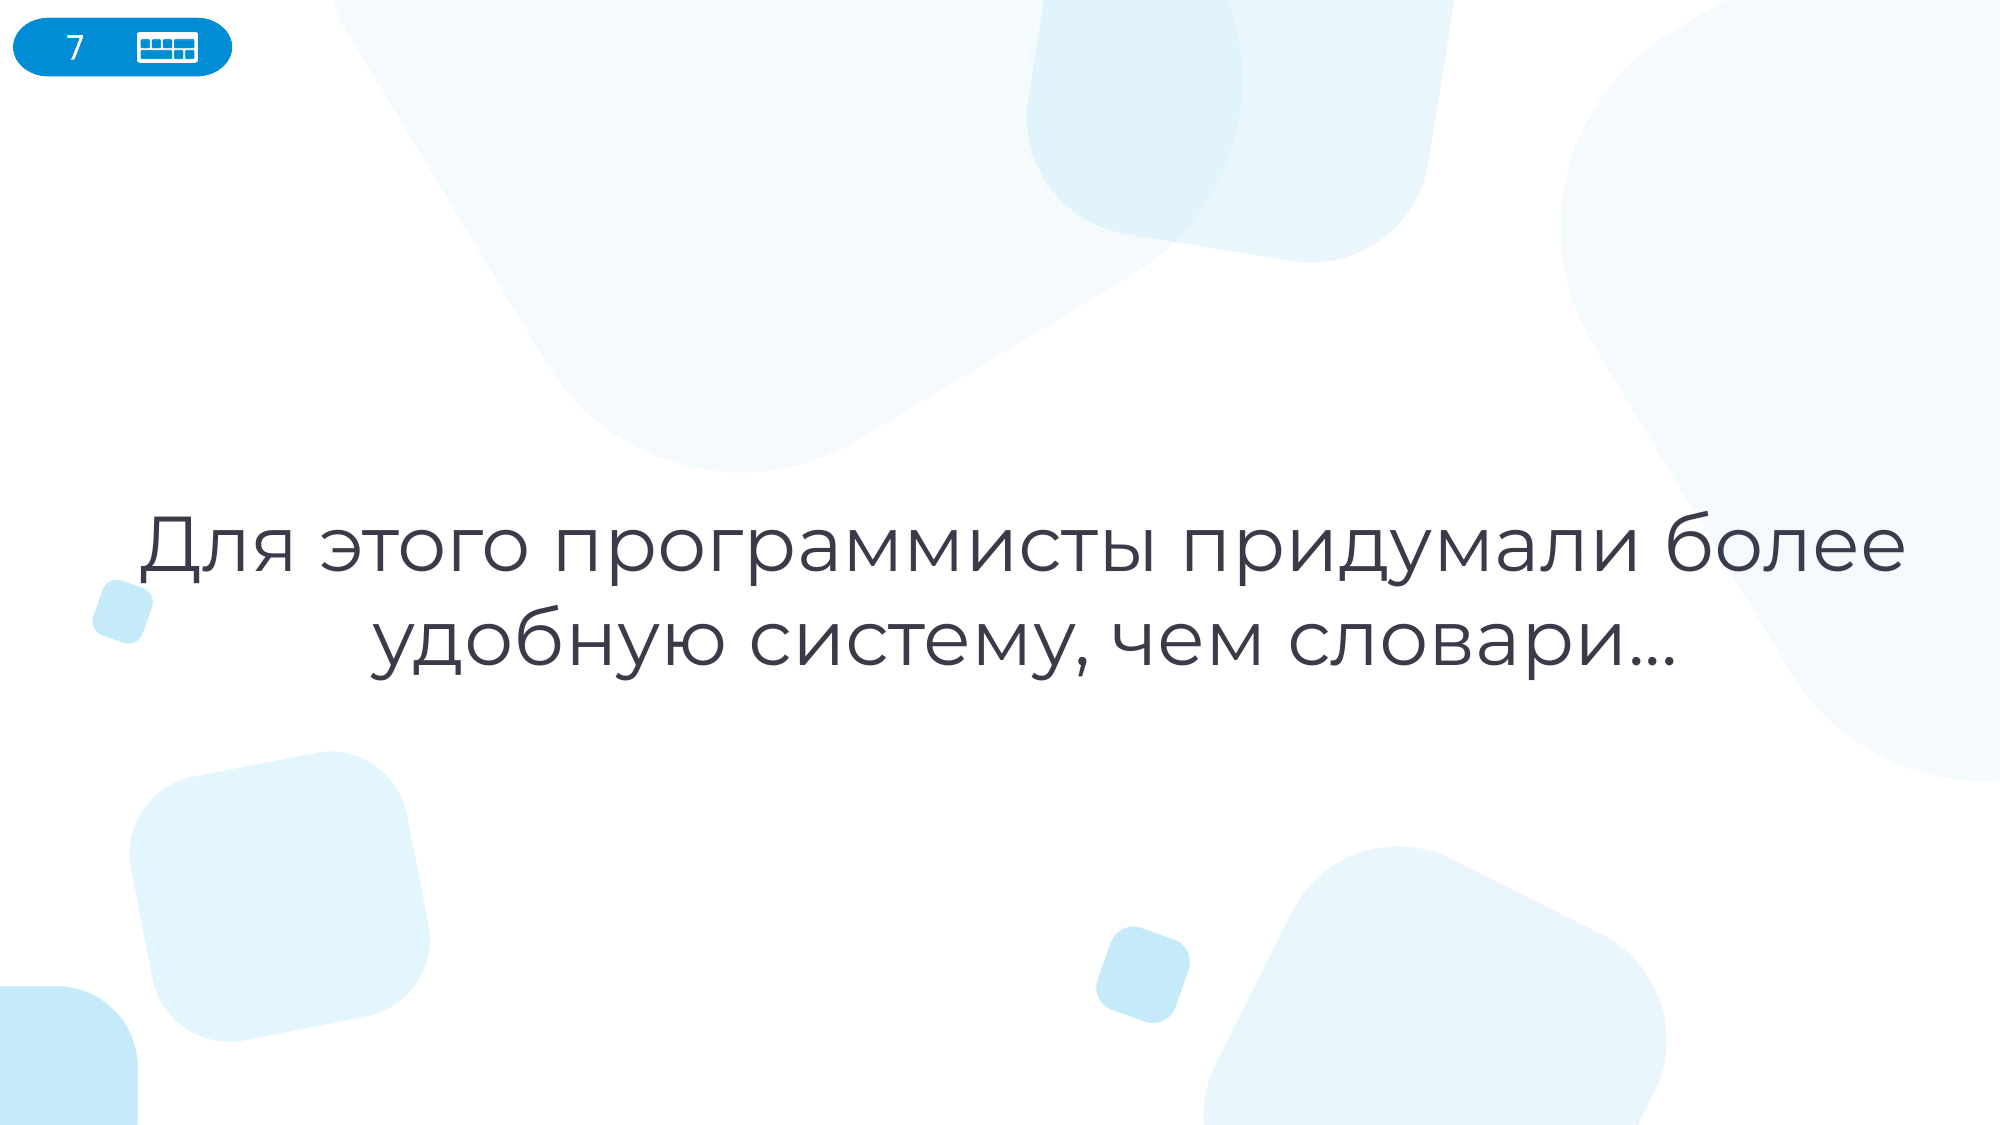 7
Для этого программисты придумали более
удобную систему, чем словари...